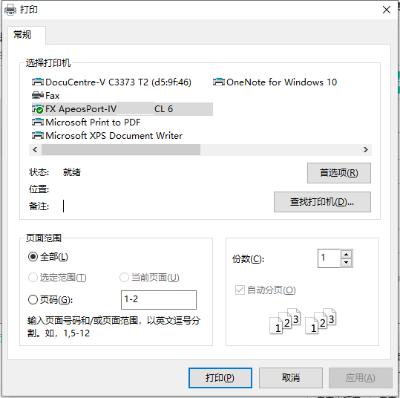 打印
常规
选择打印机
DocuCentre-V C3373 T2 (d5:9f:46)
OneNote for Windows 10
Fax
FX ApeosPort-IV CL 6
Microsoft Print to PDF
Microsoft XPS Document Writer
状态: 就绪
首选项(R)
位置:
备注:
查找打印机(D)...
页面范围
全部(L)
选定范围(T) 当前页面(U)
页码(G): 1-2
输入页面号码和/或页面范围，以英文逗号分
割。如，1,5-12
份数(C): 1
自动分页(O)
1 2 3 1 2 3
打印(P) 取消 应用(A)